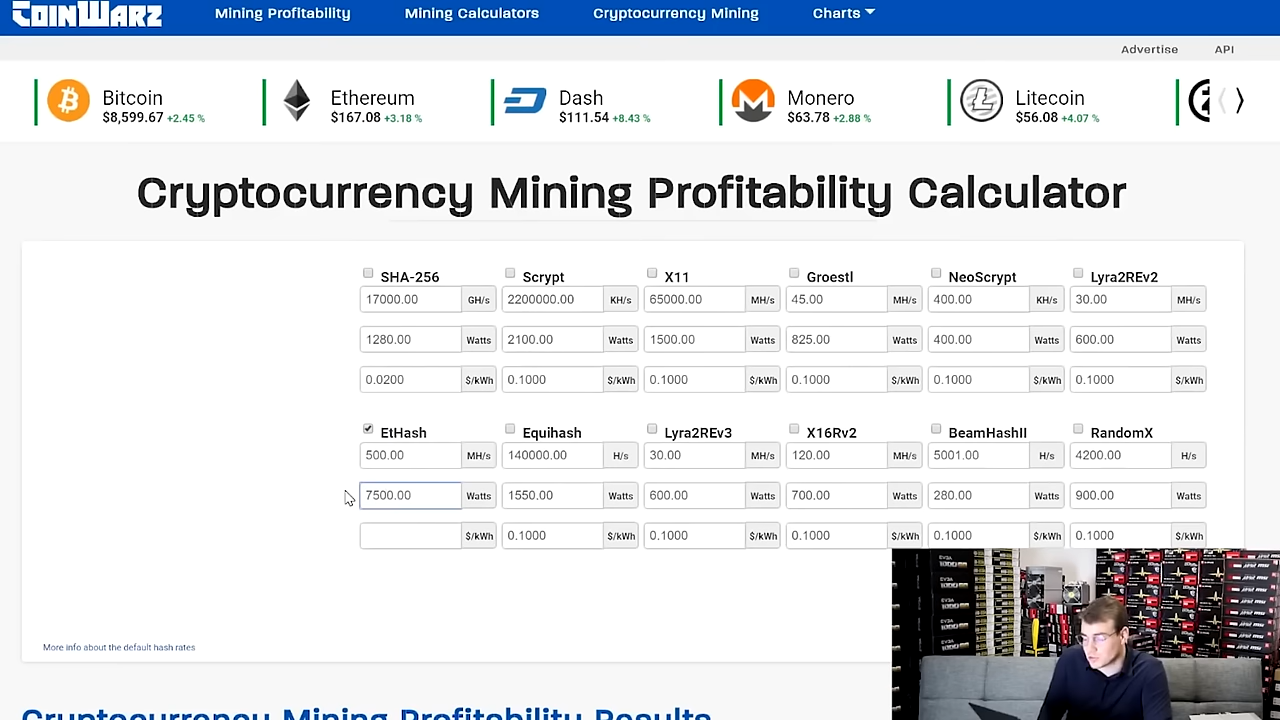 CoinWarz
Mining Profitability Mining Calculators Cryptocurrency Mining Charts
Advertise API
Bitcoin Ethereum Dash Monero Litecoin
$8,599.67 +2.45 % $167.08 +3.18 % $111.54 +8.43 % $63.78 +2.88 % $56.08 +4.07 %
Cryptocurrency Mining Profitability Calculator
SHA-256 Scrypt X11 Groestl NeoScrypt Lyra2REv2
17000.00 GH/s 2200000.00 KH/s 65000.00 MH/s 45.00 MH/s 400.00 KH/s 30.00 MH/s
1280.00 Watts 2100.00 Watts 1500.00 Watts 825.00 Watts 400.00 Watts 600.00 Watts
0.0200 $/kWh 0.1000 $/kWh 0.1000 $/kWh 0.1000 $/kWh 0.1000 $/kWh 0.1000 $/kWh
EtHash Equihash Lyra2REv3 X16Rv2 BeamHashII RandomX
500.00 MH/s 140000.00 H/s 30.00 MH/s 120.00 MH/s 5001.00 H/s 4200.00 H/s
7500.00 Watts 1550.00 Watts 600.00 Watts 700.00 Watts 280.00 Watts 900.00 Watts
$/kWh 0.1000 $/kWh 0.1000 $/kWh 0.1000 $/kWh 0.1000 $/kWh 0.1000 $/kWh
More info about the default hash rates
Cryptocurrency Mining Profitability Results